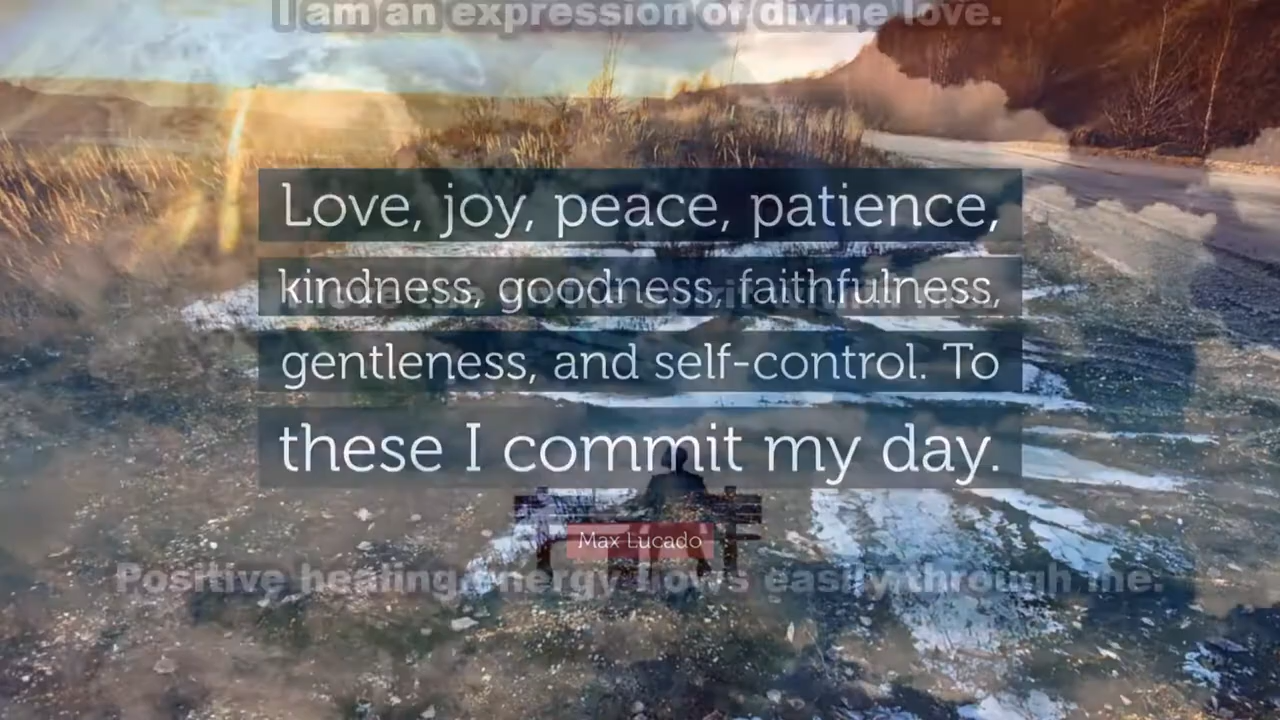 I am an expression of divine love.
Love, joy, peace, patience,
kindness, goodness, faithfulness,
gentleness, and self-control. To
these I commit my day.
Max Lucado
Positive healing energy flows easily through me.